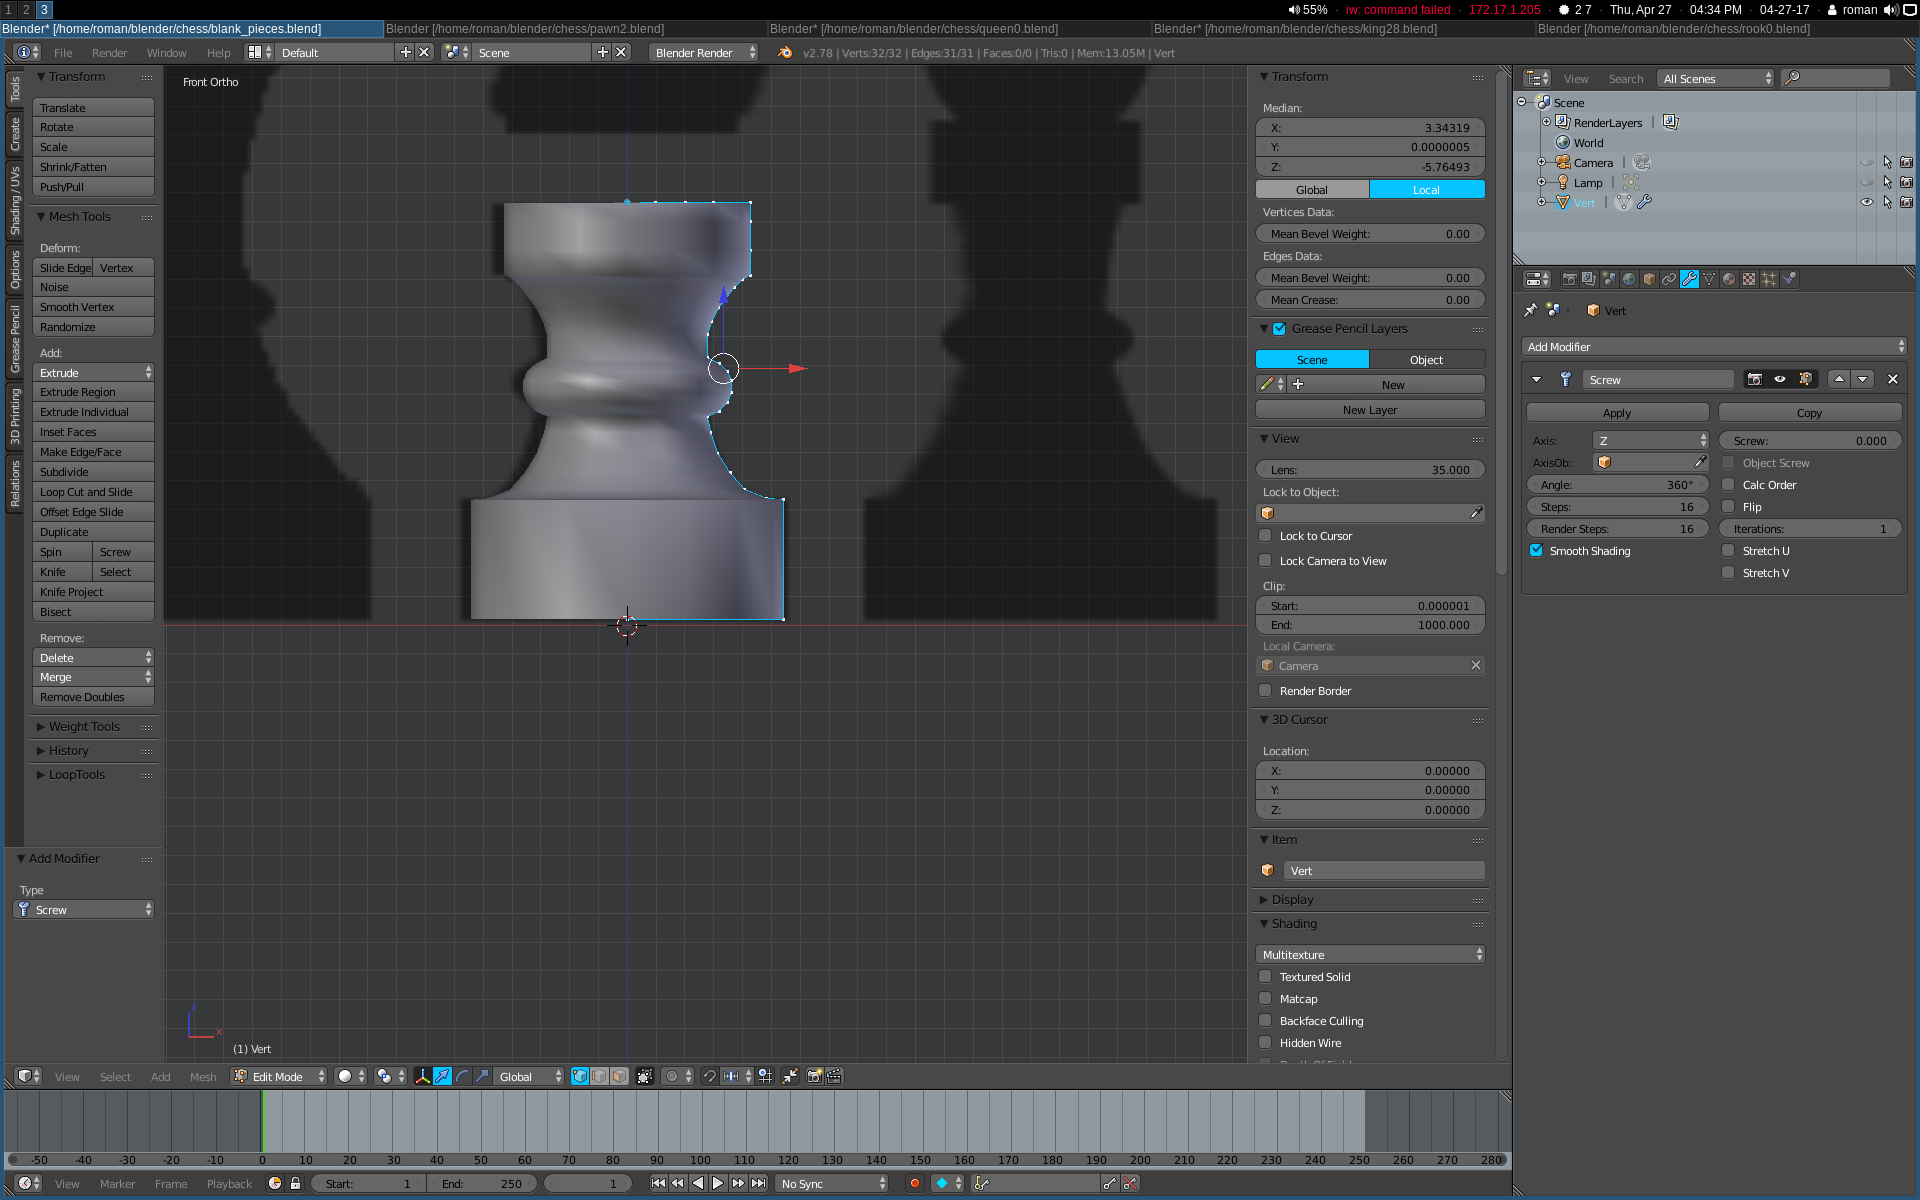 1 2 3
55% · iw: command failed · 172.17.1.205 · 2 7 · Thu, Apr 27 · 04:34 PM · 04-27-17 · roman
Blender* [/home/roman/blender/chess/blank_pieces.blend]
Blender [/home/roman/blender/chess/pawn2.blend]
Blender* [/home/roman/blender/chess/queen0.blend]
Blender* [/home/roman/blender/chess/king28.blend]
Blender [/home/roman/blender/chess/rook0.blend]
File Render Window Help Default Scene Blender Render v2.78 | Verts:32/32 | Edges:31/31 | Faces:0/0 | Tris:0 | Mem:13.05M | Vert
Tools
Create
Shading / UVs
Options
Grease Pencil
3D Printing
Relations
Transform
Translate
Rotate
Scale
Shrink/Fatten
Push/Pull
Mesh Tools
Deform:
Slide Edge Vertex
Noise
Smooth Vertex
Randomize
Add:
Extrude
Extrude Region
Extrude Individual
Inset Faces
Make Edge/Face
Subdivide
Loop Cut and Slide
Offset Edge Slide
Duplicate
Spin Screw
Knife Select
Knife Project
Bisect
Remove:
Delete
Merge
Remove Doubles
Weight Tools
History
LoopTools
Add Modifier
Type
Screw
Front Ortho
z
x
(1) Vert
Transform
Median:
X: 3.34319
Y: 0.0000005
Z: -5.76493
Global Local
Vertices Data:
Mean Bevel Weight: 0.00
Edges Data:
Mean Bevel Weight: 0.00
Mean Crease: 0.00
Grease Pencil Layers
Scene Object
New
New Layer
View
Lens: 35.000
Lock to Object:
Lock to Cursor
Lock Camera to View
Clip:
Start: 0.000001
End: 1000.000
Local Camera:
Camera
Render Border
3D Cursor
Location:
X: 0.00000
Y: 0.00000
Z: 0.00000
Item
Vert
Display
Shading
Multitexture
Textured Solid
Matcap
Backface Culling
Hidden Wire
View Search All Scenes
Scene
RenderLayers
World
Camera
Lamp
Vert
Vert
Add Modifier
Screw
Apply Copy
Axis: Z Screw: 0.000
AxisOb: Object Screw
Angle: 360° Calc Order
Steps: 16 Flip
Render Steps: 16 Iterations: 1
Smooth Shading Stretch U
Stretch V
View Select Add Mesh Edit Mode Global
-50 -40 -30 -20 -10 0 10 20 30 40 50 60 70 80 90 100 110 120 130 140 150 160 170 180 190 200 210 220 230 240 250 260 270 280
View Marker Frame Playback Start: 1 End: 250 1 No Sync